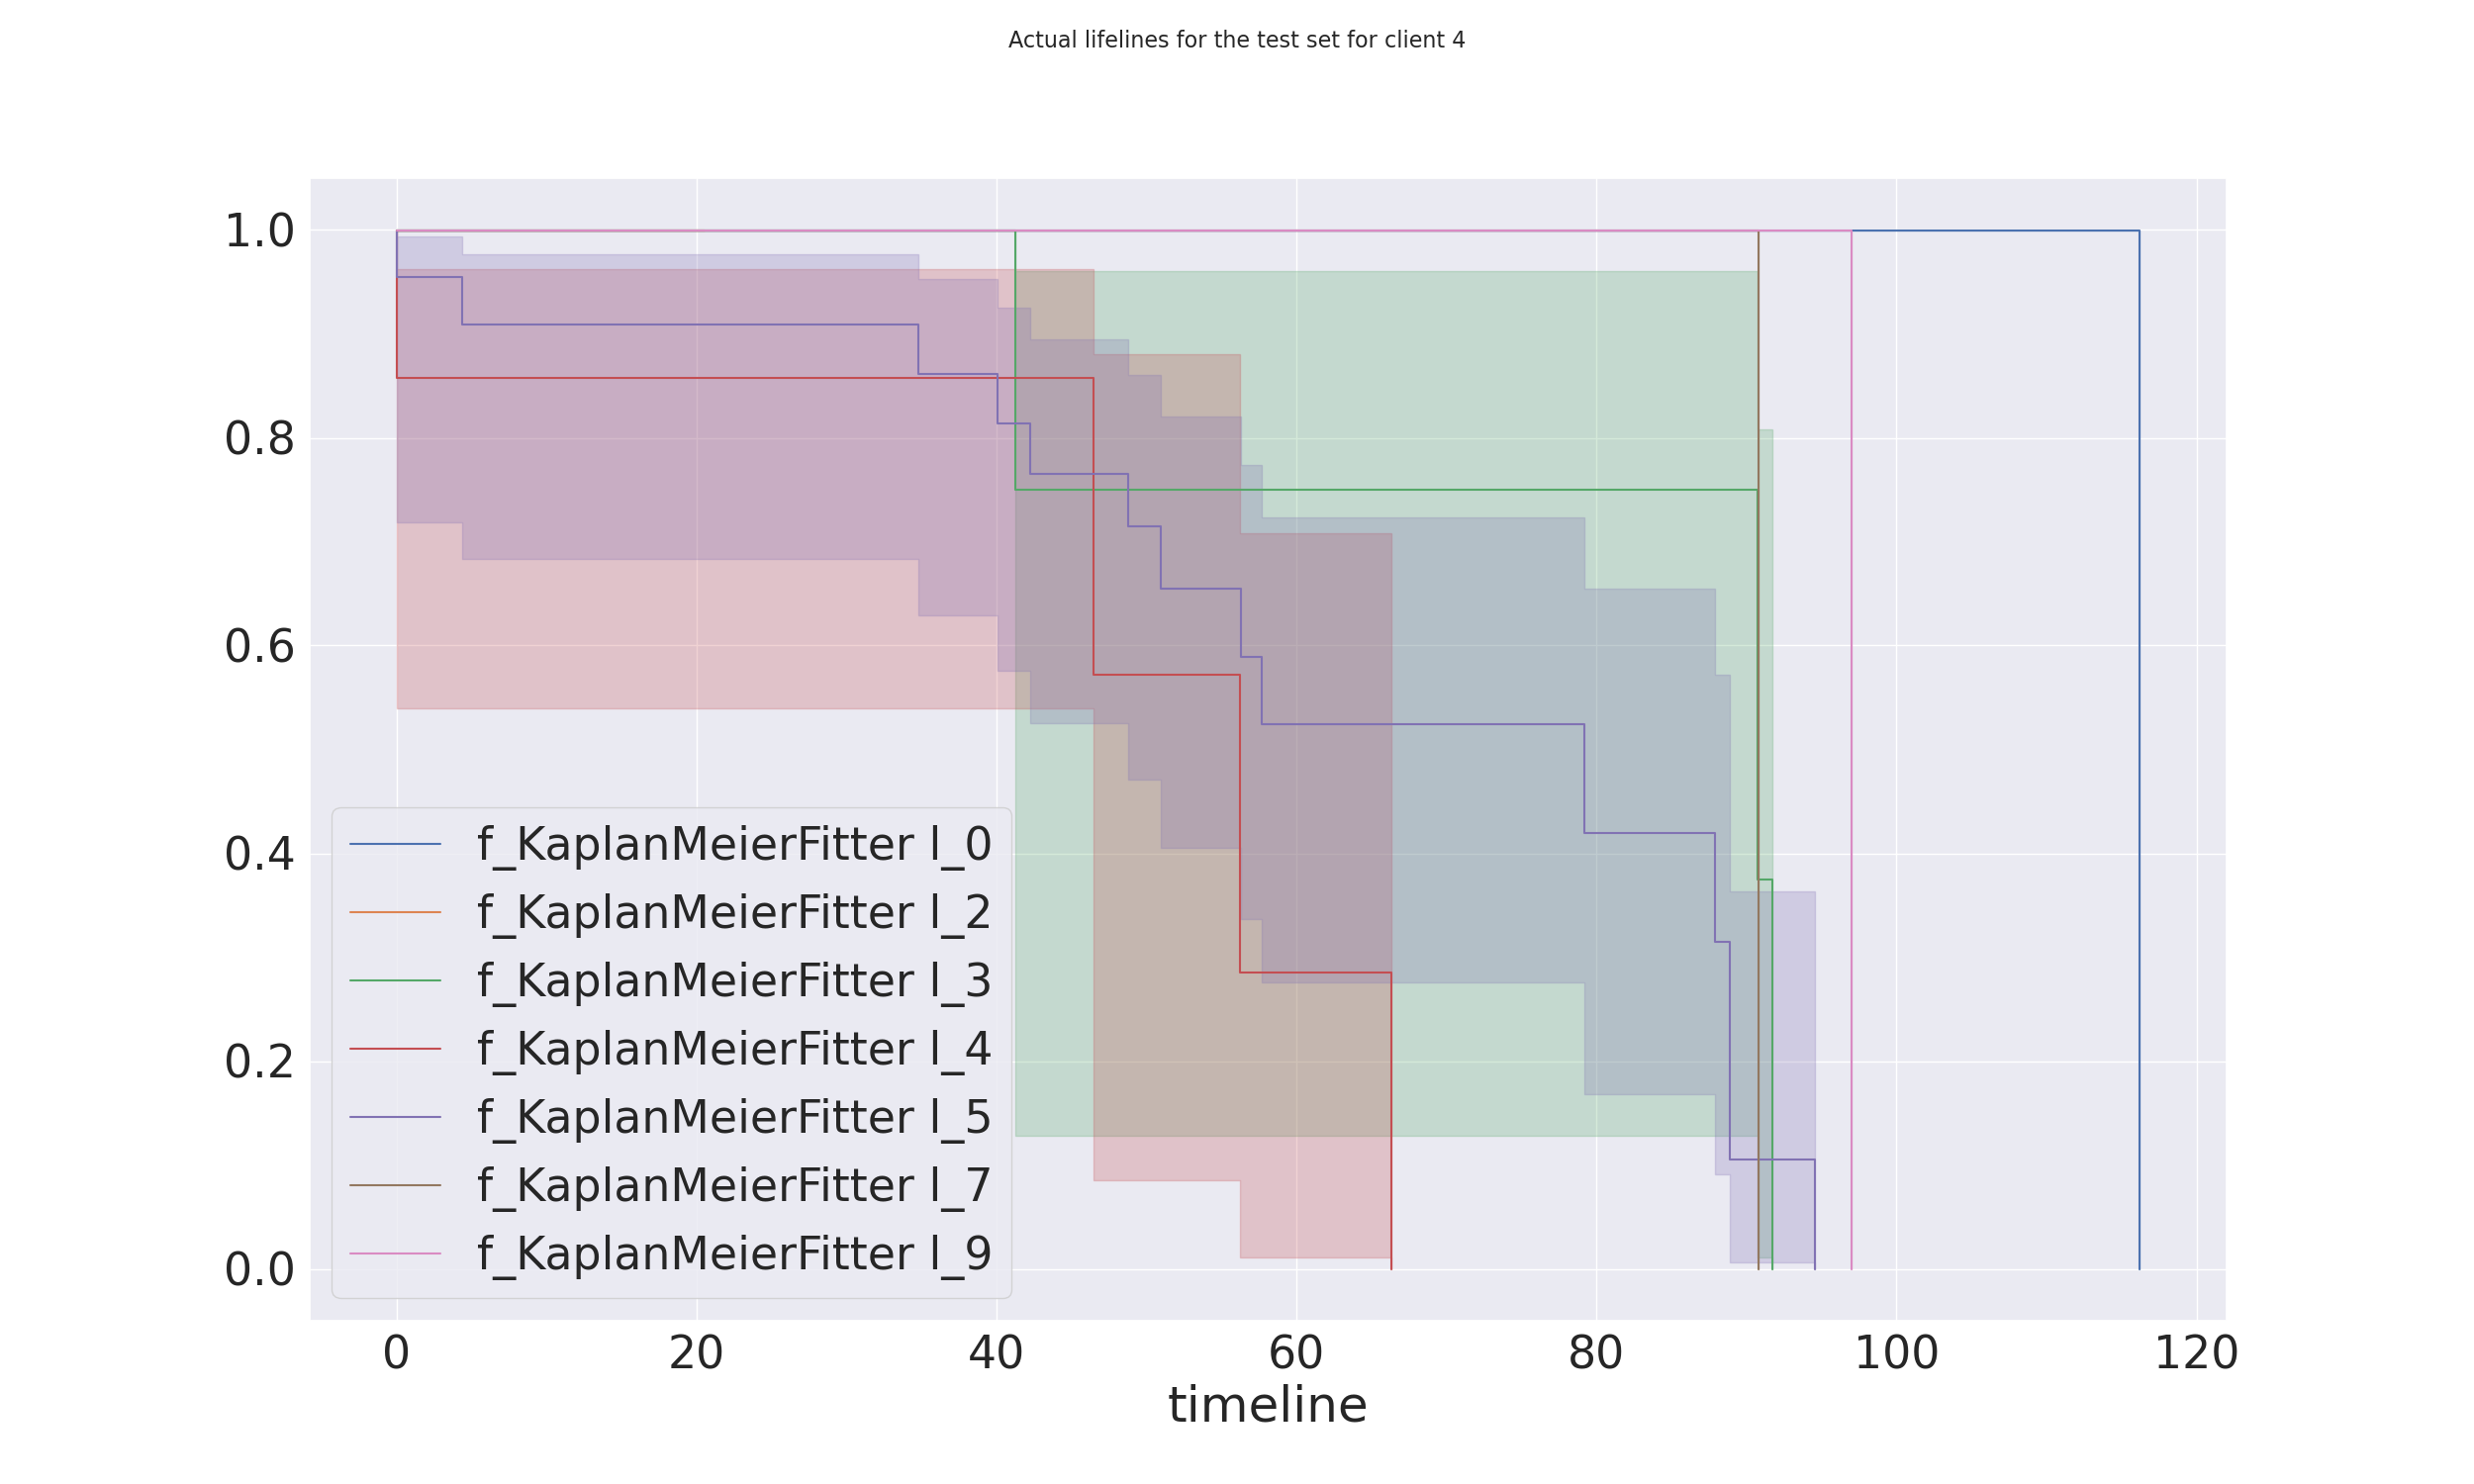 Actual lifelines for the test set for client 4
1.0
0.8
0.6
0.4
0.2
0.0
f_KaplanMeierFitter l_0
f_KaplanMeierFitter l_2
f_KaplanMeierFitter l_3
f_KaplanMeierFitter l_4
f_KaplanMeierFitter l_5
f_KaplanMeierFitter l_7
f_KaplanMeierFitter l_9
0 20 40 60 80 100 120
timeline